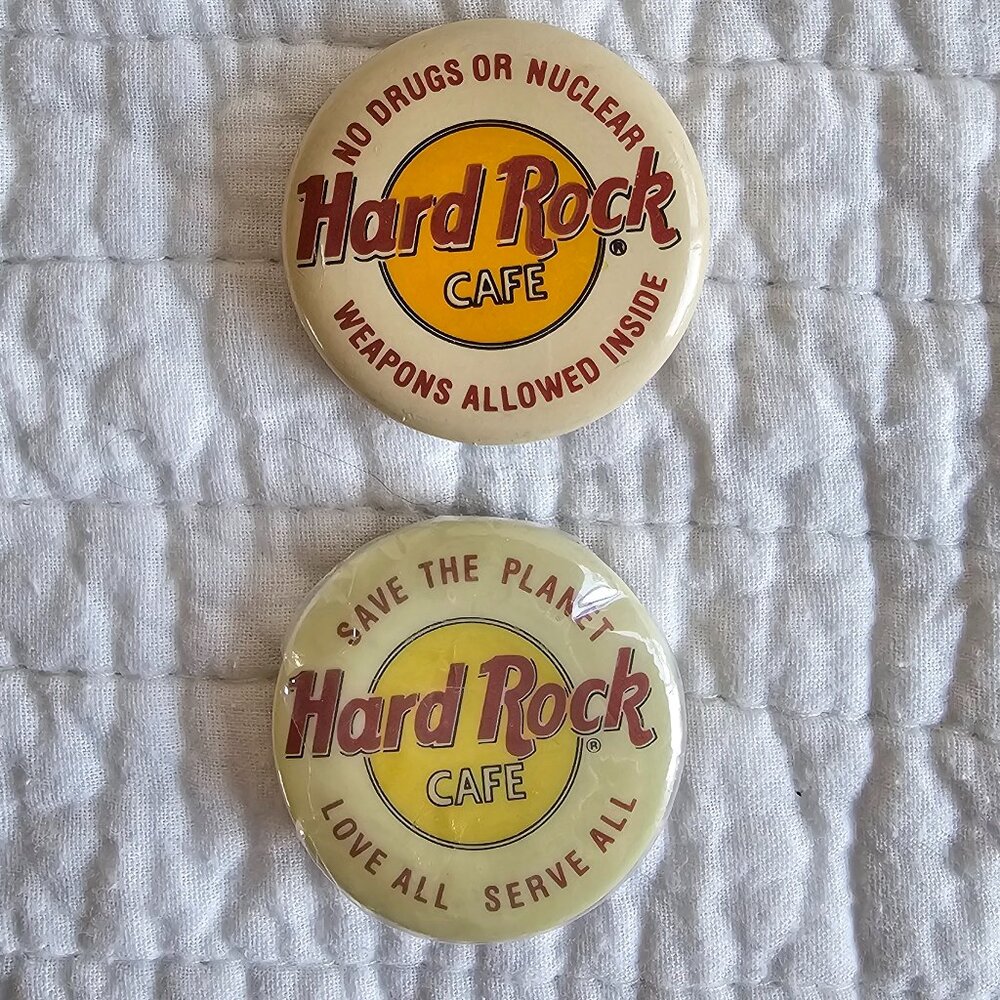 NO DRUGS OR NUCLEAR
Hard Rock
®
CAFE
WEAPONS ALLOWED INSIDE
SAVE THE PLANET
Hard Rock
®
CAFE
LOVE ALL SERVE ALL